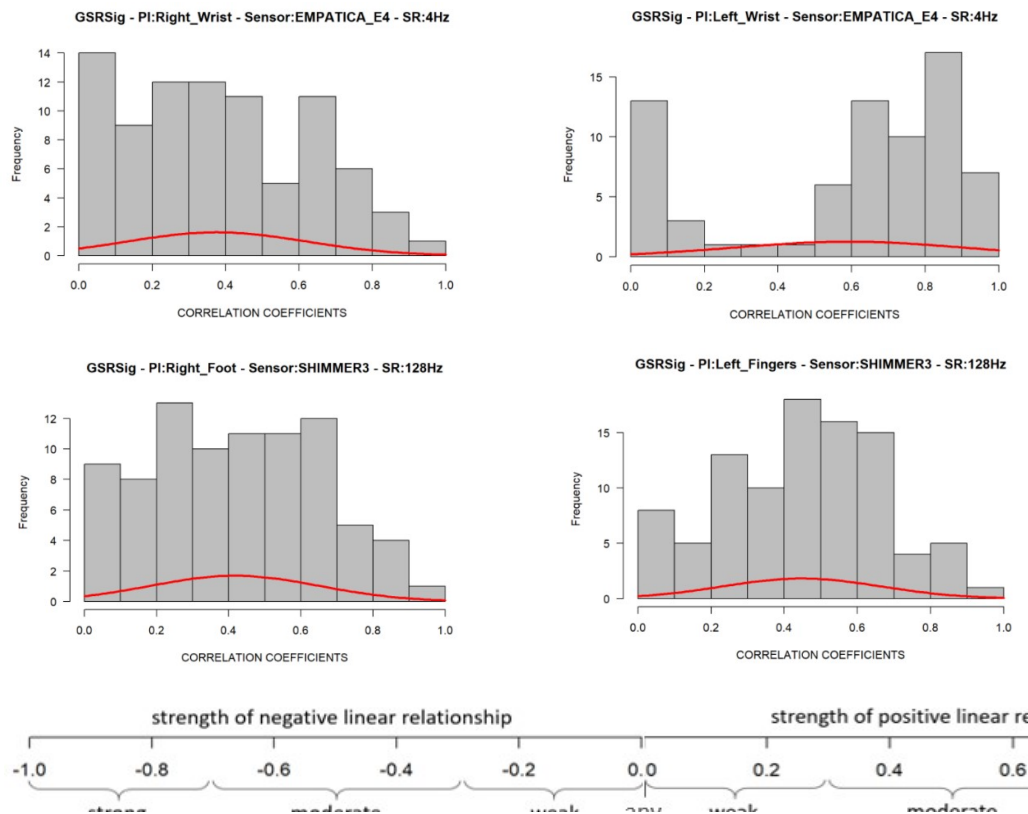 GSRSig - PI:Right_Wrist - Sensor:EMPATICA_E4 - SR:4Hz
14
12
10
8
6
4
2
0
Frequency
0.0 0.2 0.4 0.6 0.8 1.0
CORRELATION COEFFICIENTS
GSRSig - PI:Left_Wrist - Sensor:EMPATICA_E4 - SR:4Hz
15
10
5
0
Frequency
0.0 0.2 0.4 0.6 0.8 1.0
CORRELATION COEFFICIENTS
GSRSig - PI:Right_Foot - Sensor:SHIMMER3 - SR:128Hz
12
10
8
6
4
2
0
Frequency
0.0 0.2 0.4 0.6 0.8 1.0
CORRELATION COEFFICIENTS
GSRSig - PI:Left_Fingers - Sensor:SHIMMER3 - SR:128Hz
15
10
5
0
Frequency
0.0 0.2 0.4 0.6 0.8 1.0
CORRELATION COEFFICIENTS
strength of negative linear relationship strength of positive linear re
-1.0 -0.8 -0.6 -0.4 -0.2 0.0 0.2 0.4 0.6
strong moderate weak any weak moderate